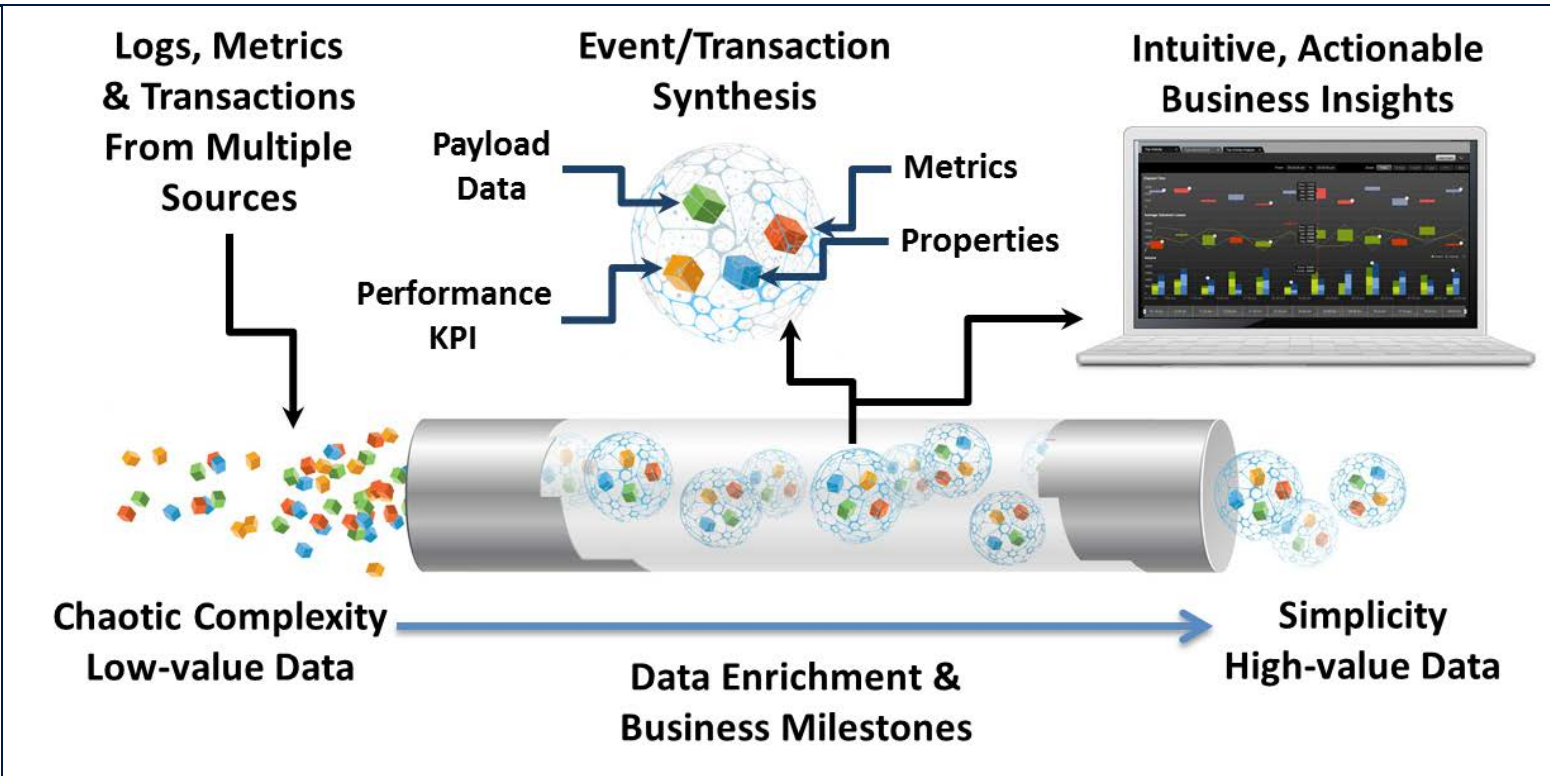 Logs, Metrics
& Transactions
From Multiple
Sources
Event/Transaction
Synthesis
Payload
Data
Metrics
Properties
Performance
KPI
Intuitive, Actionable
Business Insights
Chaotic Complexity
Low-value Data
Data Enrichment &
Business Milestones
Simplicity
High-value Data